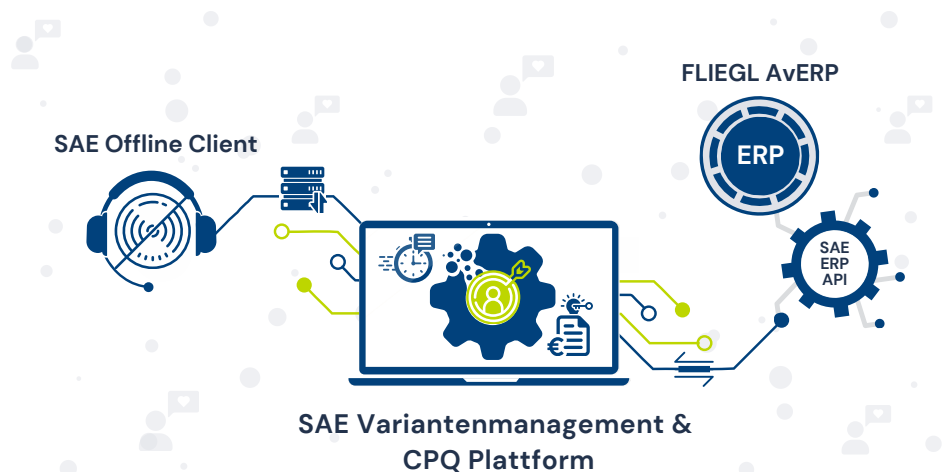 FLIEGL AvERP
ERP
SAE Offline Client
SAE
ERP
API
€
SAE Variantenmanagement &
CPQ Plattform